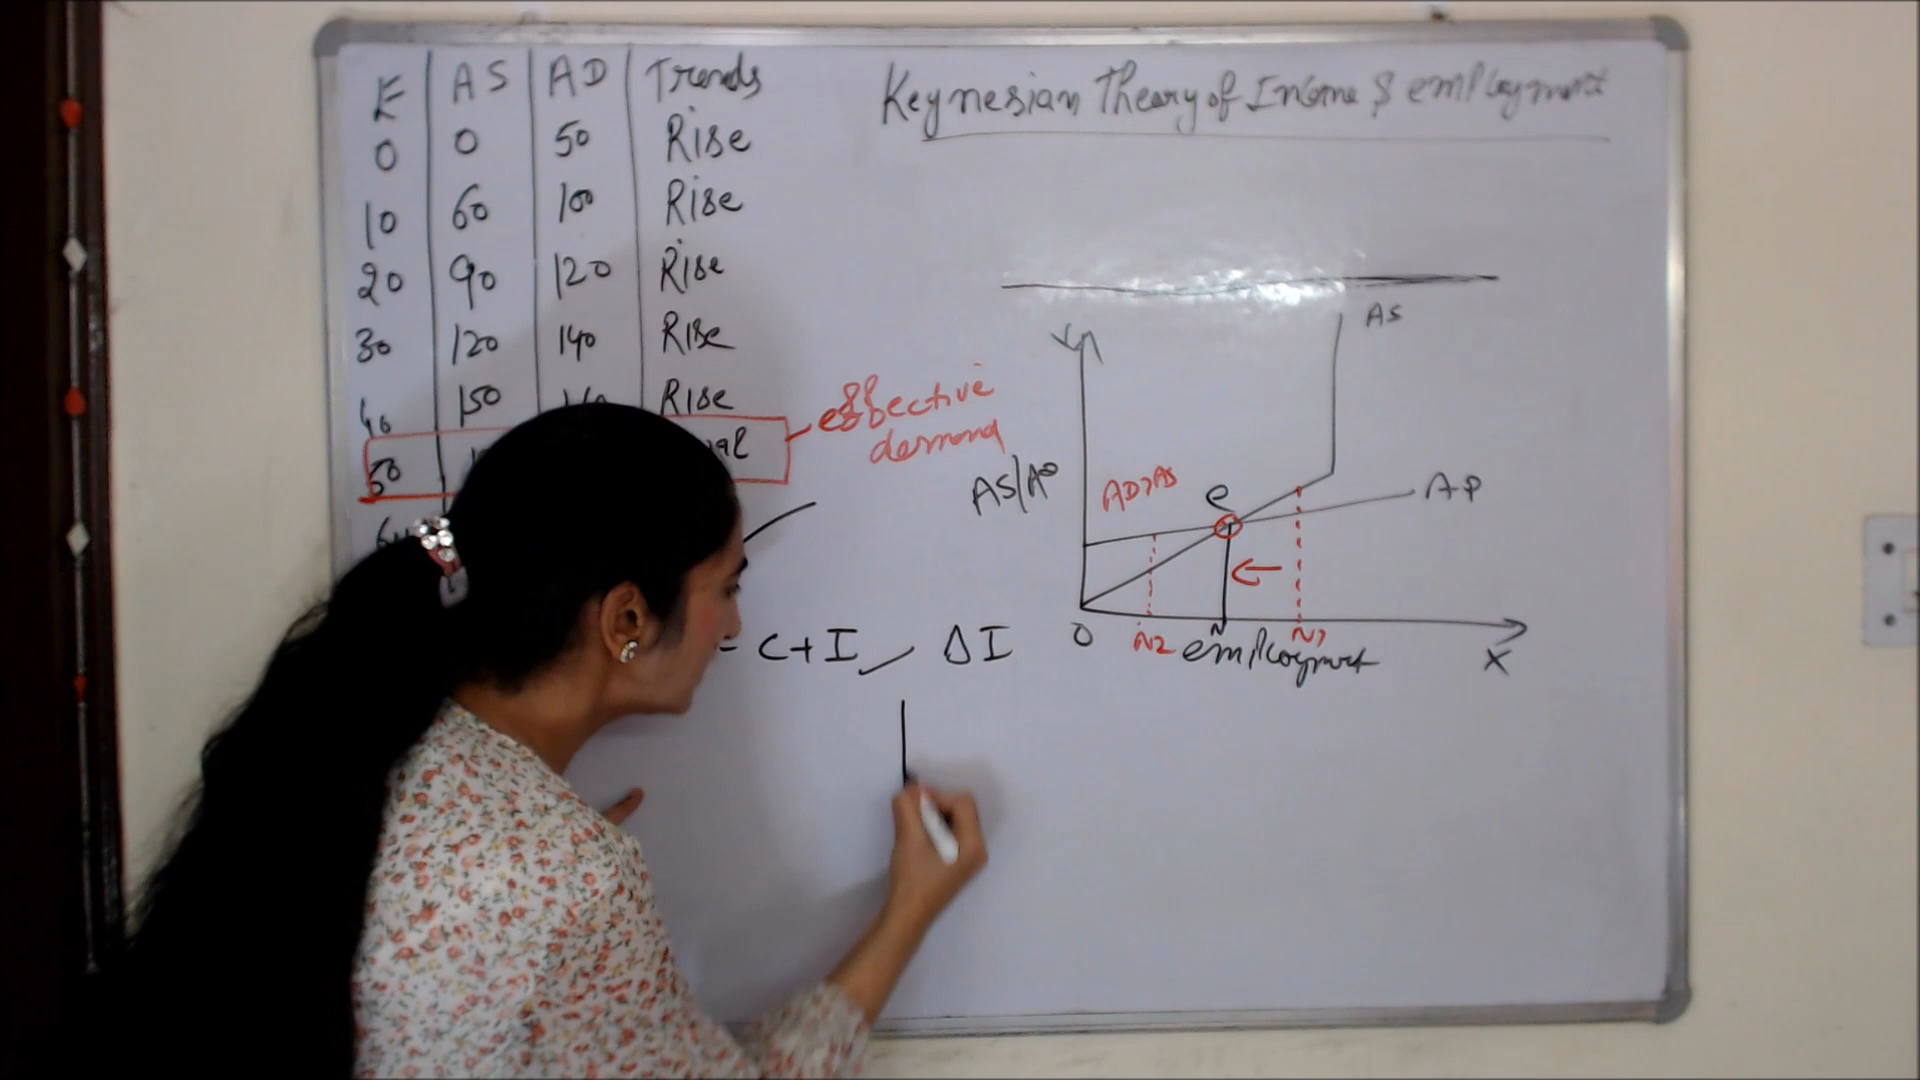 Keynesian Theory of Income & employment
E AS AD Trends
0 0 50 Rise
10 60 100 Rise
20 90 120 Rise
30 120 140 Rise
40 150 Rise
50
effective
demand
= C+I ΔI
Y
AS
AS/AD
AD>AS
e
AD
O N2 N N1
employment
X